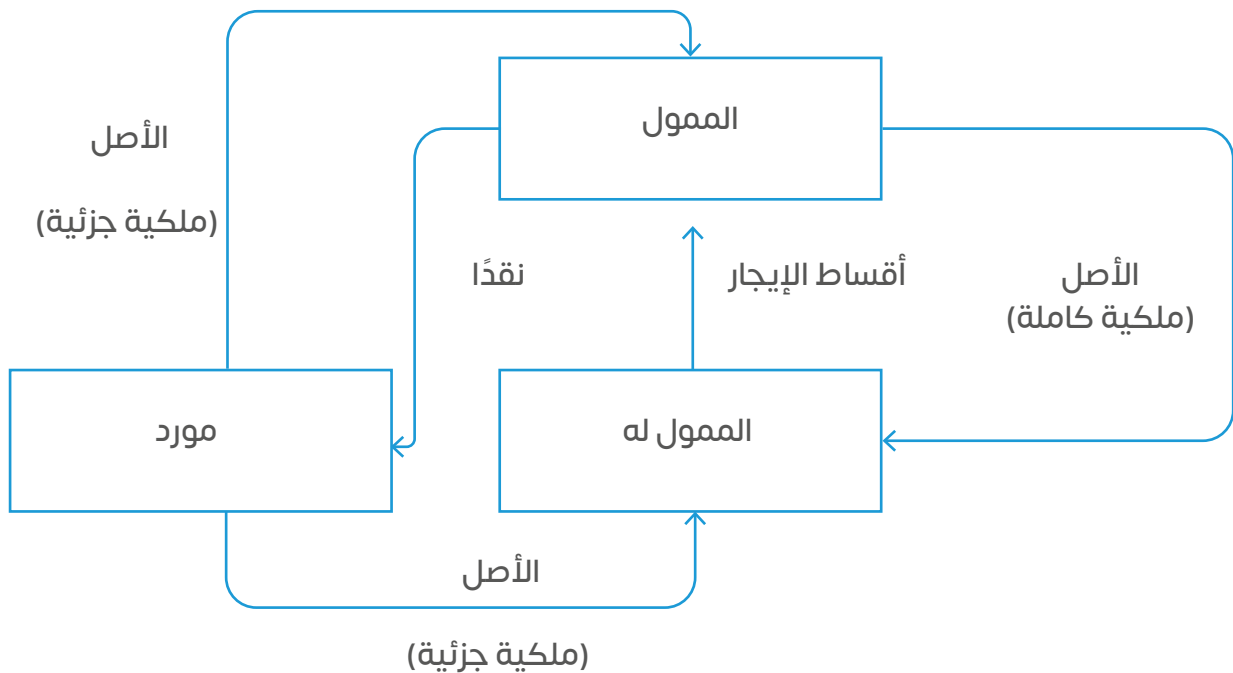 الممول
الأصل
(ملكية جزئية)
نقدًا
أقساط الإيجار
الأصل
(ملكية كاملة)
مورد
الممول له
الأصل
(ملكية جزئية)